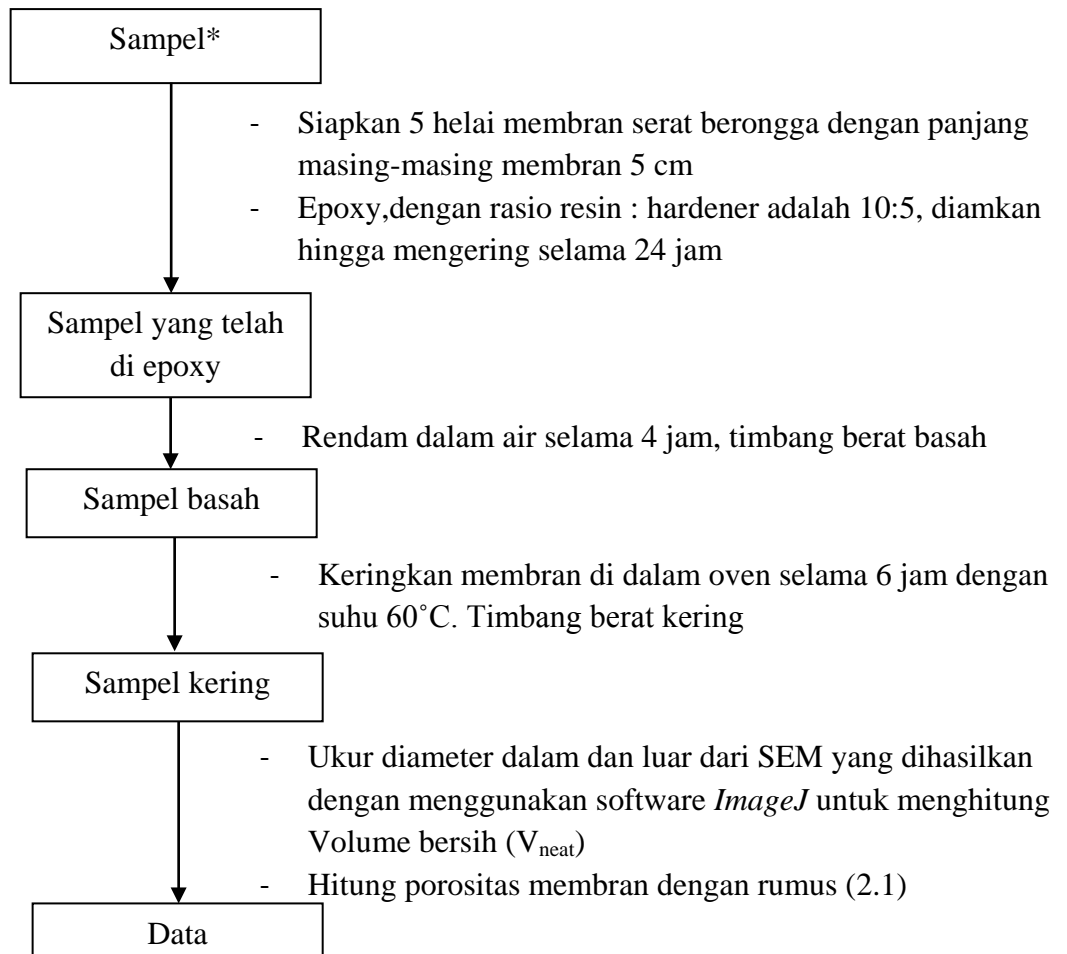 Sampel*
- Siapkan 5 helai membran serat berongga dengan panjang
masing-masing membran 5 cm
- Epoxy,dengan rasio resin : hardener adalah 10:5, diamkan
hingga mengering selama 24 jam
Sampel yang telah
di epoxy
- Rendam dalam air selama 4 jam, timbang berat basah
Sampel basah
- Keringkan membran di dalam oven selama 6 jam dengan
suhu 60˚C. Timbang berat kering
Sampel kering
- Ukur diameter dalam dan luar dari SEM yang dihasilkan
dengan menggunakan software ImageJ untuk menghitung
Volume bersih (Vneat)
- Hitung porositas membran dengan rumus (2.1)
Data